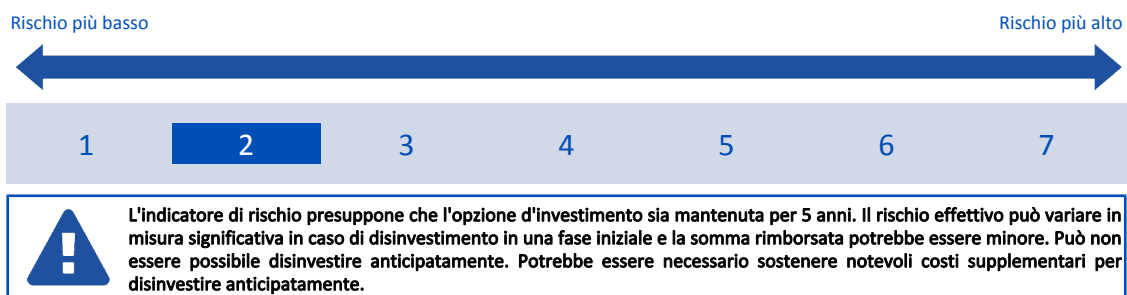 Rischio più basso Rischio più alto
1 2 3 4 5 6 7
L'indicatore di rischio presuppone che l'opzione d'investimento sia mantenuta per 5 anni. Il rischio effettivo può variare in
misura significativa in caso di disinvestimento in una fase iniziale e la somma rimborsata potrebbe essere minore. Può non
essere possibile disinvestire anticipatamente. Potrebbe essere necessario sostenere notevoli costi supplementari per
disinvestire anticipatamente.